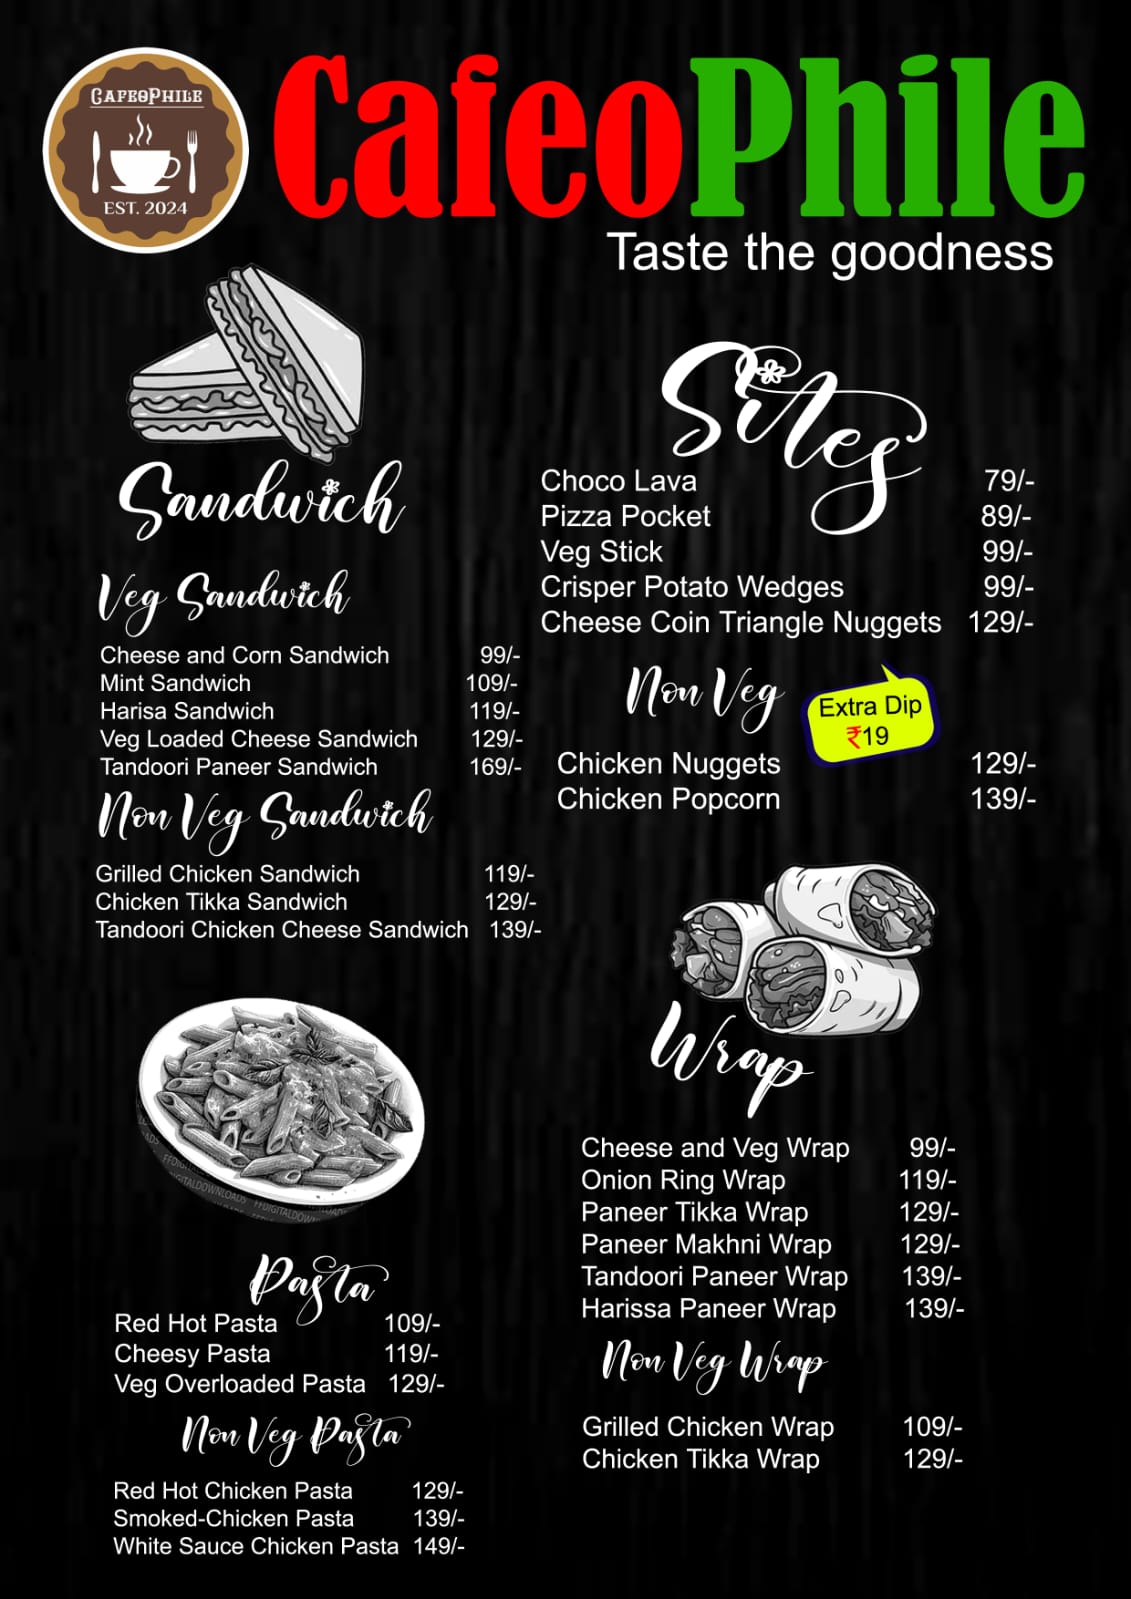 CAFEOPHILE
EST. 2024
CafeoPhile
Taste the goodness
Sandwich
Veg Sandwich
Cheese and Corn Sandwich 99/-
Mint Sandwich 109/-
Harisa Sandwich 119/-
Veg Loaded Cheese Sandwich 129/-
Tandoori Paneer Sandwich 169/-
Non Veg Sandwich
Grilled Chicken Sandwich 119/-
Chicken Tikka Sandwich 129/-
Tandoori Chicken Cheese Sandwich 139/-
Sites
Choco Lava 79/-
Pizza Pocket 89/-
Veg Stick 99/-
Crisper Potato Wedges 99/-
Cheese Coin Triangle Nuggets 129/-
Non Veg
Extra Dip
₹19
Chicken Nuggets 129/-
Chicken Popcorn 139/-
Pasta
Red Hot Pasta 109/-
Cheesy Pasta 119/-
Veg Overloaded Pasta 129/-
Non Veg Pasta
Red Hot Chicken Pasta 129/-
Smoked-Chicken Pasta 139/-
White Sauce Chicken Pasta 149/-
Wrap
Cheese and Veg Wrap 99/-
Onion Ring Wrap 119/-
Paneer Tikka Wrap 129/-
Paneer Makhni Wrap 129/-
Tandoori Paneer Wrap 139/-
Harissa Paneer Wrap 139/-
Non Veg Wrap
Grilled Chicken Wrap 109/-
Chicken Tikka Wrap 129/-